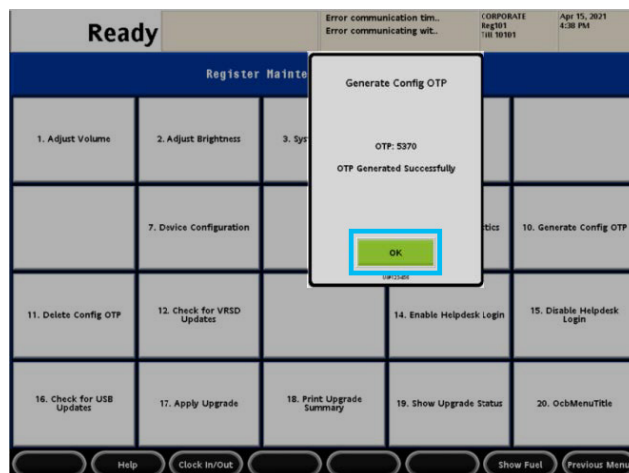 Ready
Error communication tim..
Error communicating wit..
CORPORATE
Reg101
Till 10101
Apr 15, 2021
4:38 PM
Register Mainte
Generate Config OTP
OTP: 5370
OTP Generated Successfully
OK
1. Adjust Volume
2. Adjust Brightness
3. Sys
7. Device Configuration
tics
10. Generate Config OTP
11. Delete Config OTP
12. Check for VRSD
Updates
14. Enable Helpdesk Login
15. Disable Helpdesk
Login
16. Check for USB
Updates
17. Apply Upgrade
18. Print Upgrade
Summary
19. Show Upgrade Status
20. OcbMenuTitle
Help
Clock In/Out
Show Fuel
Previous Menu